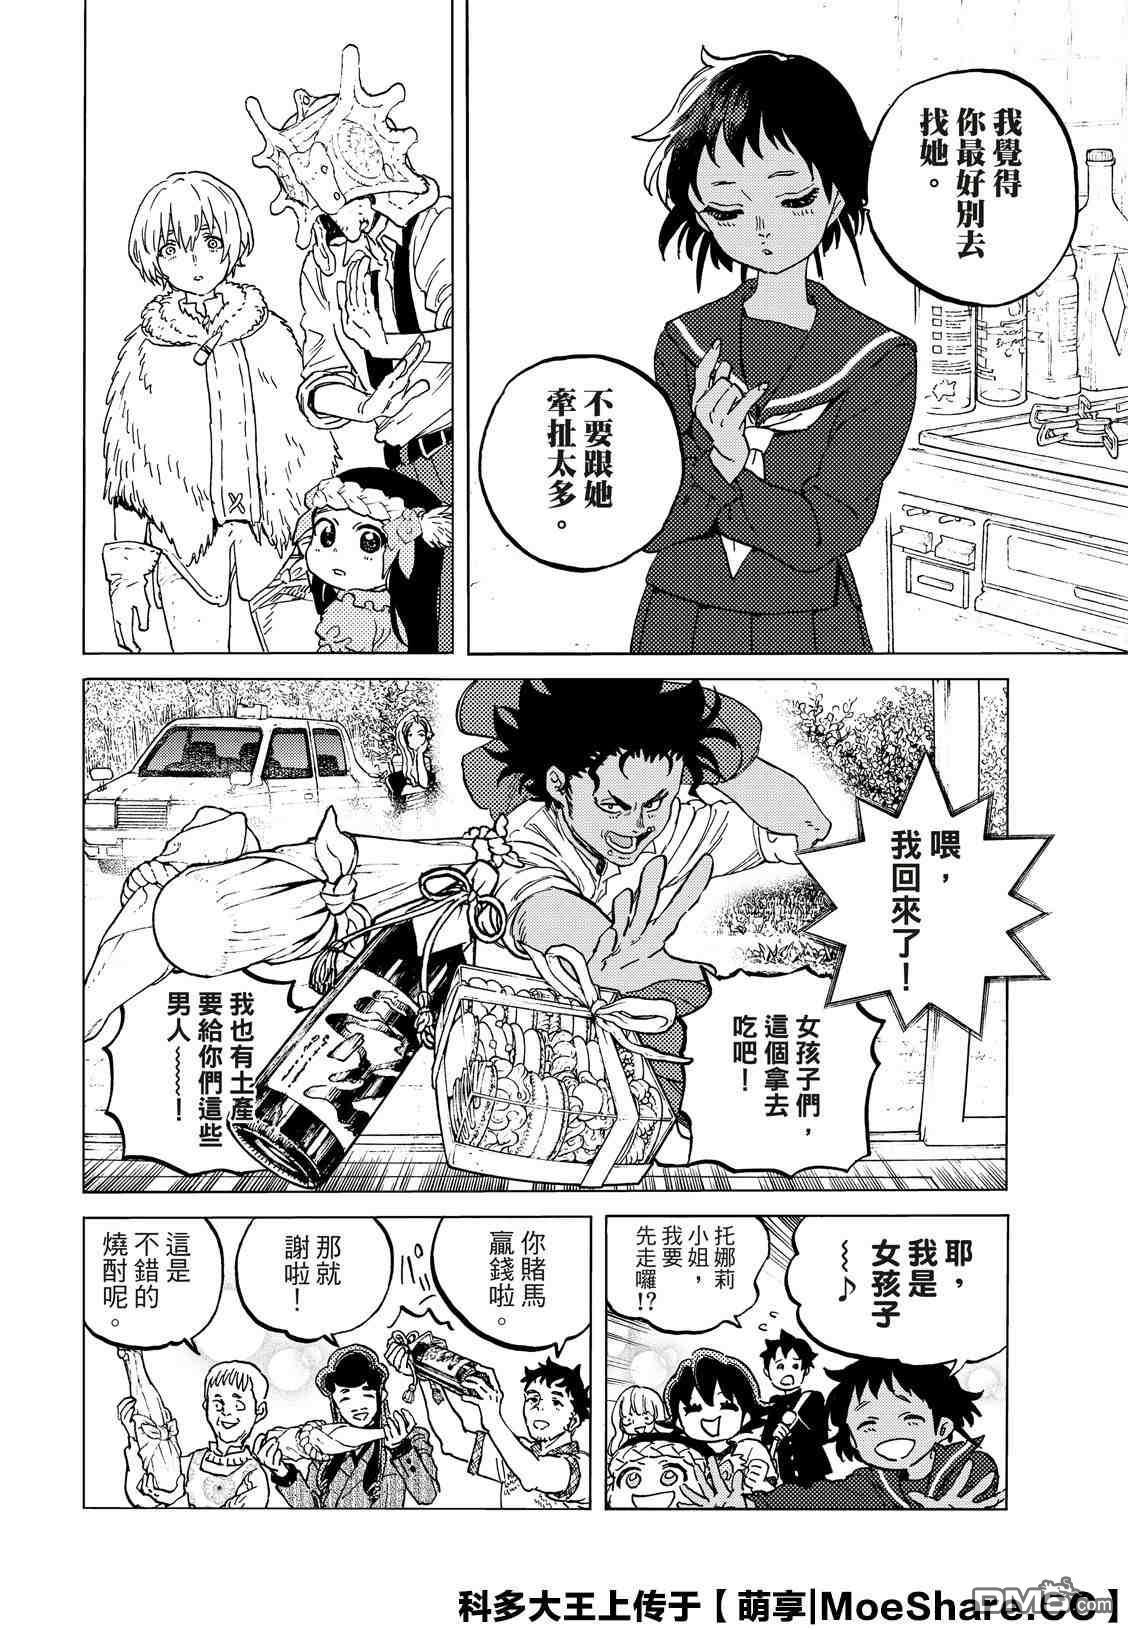 我覺得
你最好別去
找她。
不要跟她
牽扯太多。
喂，
我回來了！
女孩子們，
這個拿去
吃吧！
我也有土產
要給你們這些
男人～～～！
耶，
我是
女孩子
～～♪
托娜莉
小姐，
我要
先走囉!?
你賭馬
贏錢啦。
那就
謝啦！
這是
不錯的
燒酎呢。
科多大王上传于【萌享|MoeShare.CC】